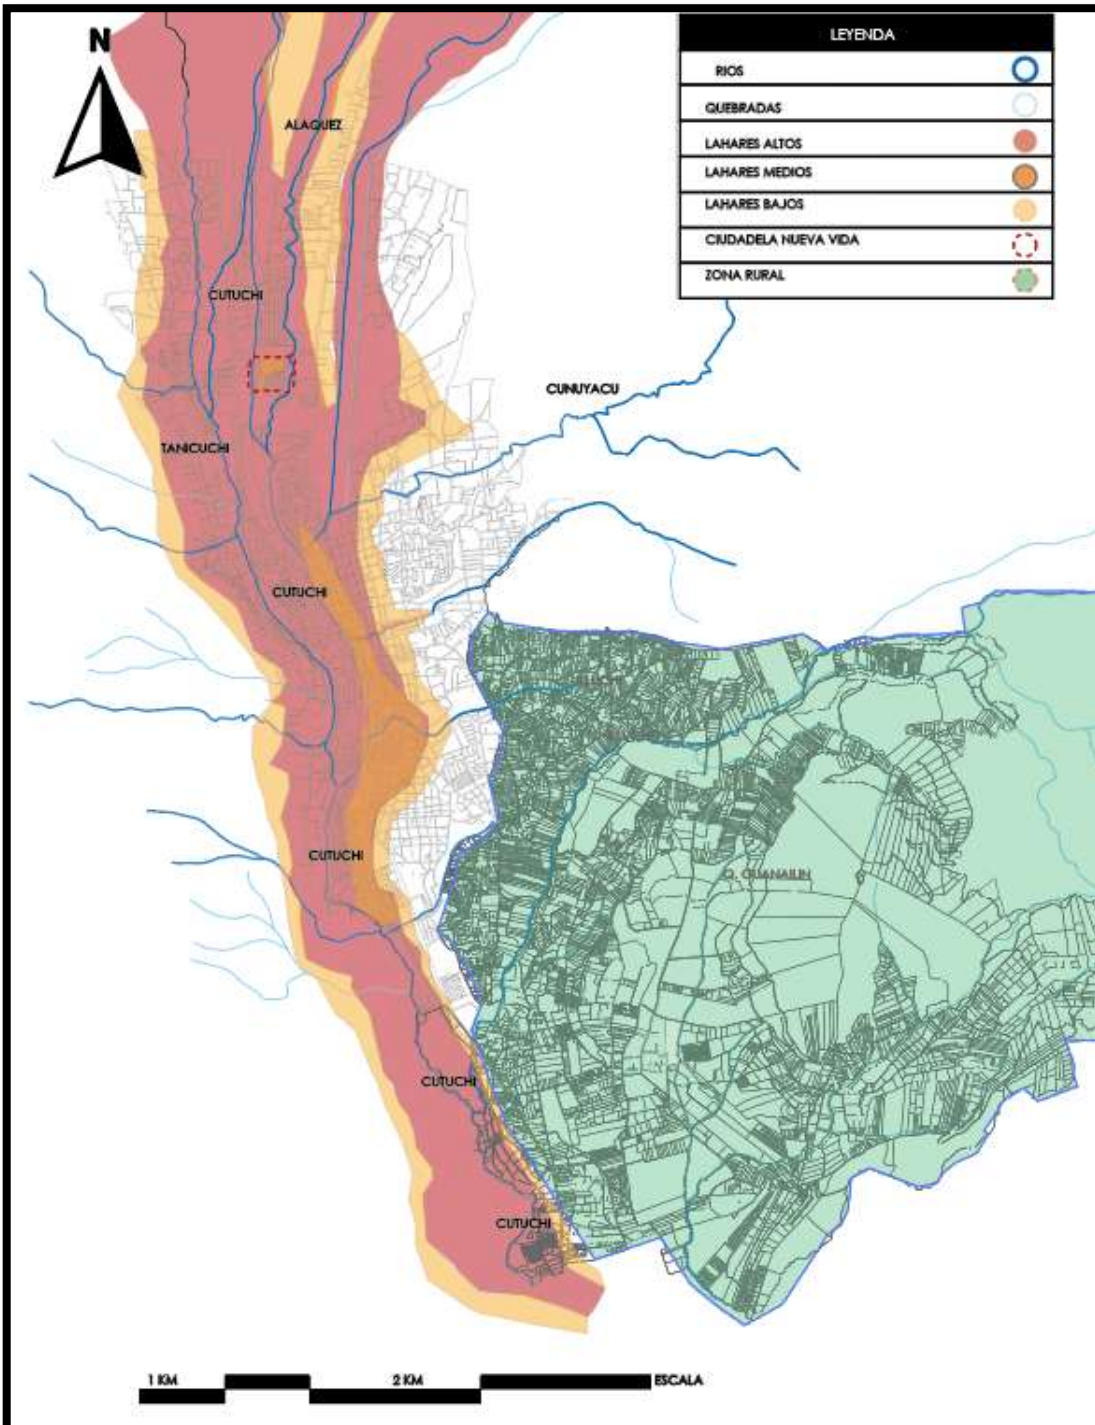 N
LEYENDA
RIOS
QUEBRADAS
LAHARES ALTOS
LAHARES MEDIOS
LAHARES BAJOS
CIUDADELA NUEVA VIDA
ZONA RURAL
ALAQUEZ
CUTUCHI
CUNUYACU
TANICUCHI
CUTUCHI
CUTUCHI
CUTUCHI
CUTUCHI
1 KM
2 KM
ESCALA